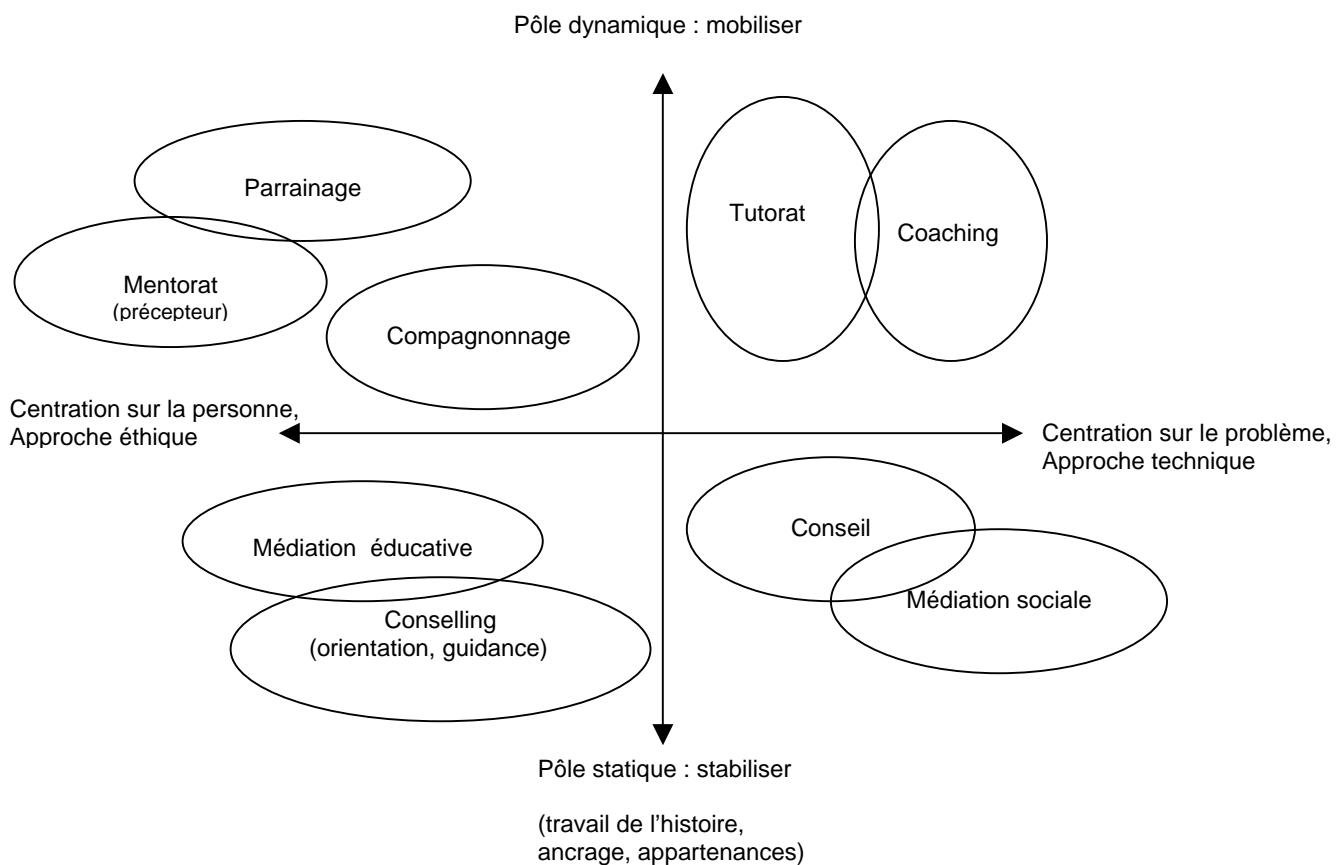 Pôle dynamique : mobiliser
Parrainage
Tutorat
Coaching
Mentorat
(précepteur)
Compagnonnage
Centration sur la personne,
Approche éthique
Centration sur le problème,
Approche technique
Médiation éducative
Conseil
Conselling
(orientation, guidance)
Médiation sociale
Pôle statique : stabiliser
(travail de l’histoire,
ancrage, appartenances)